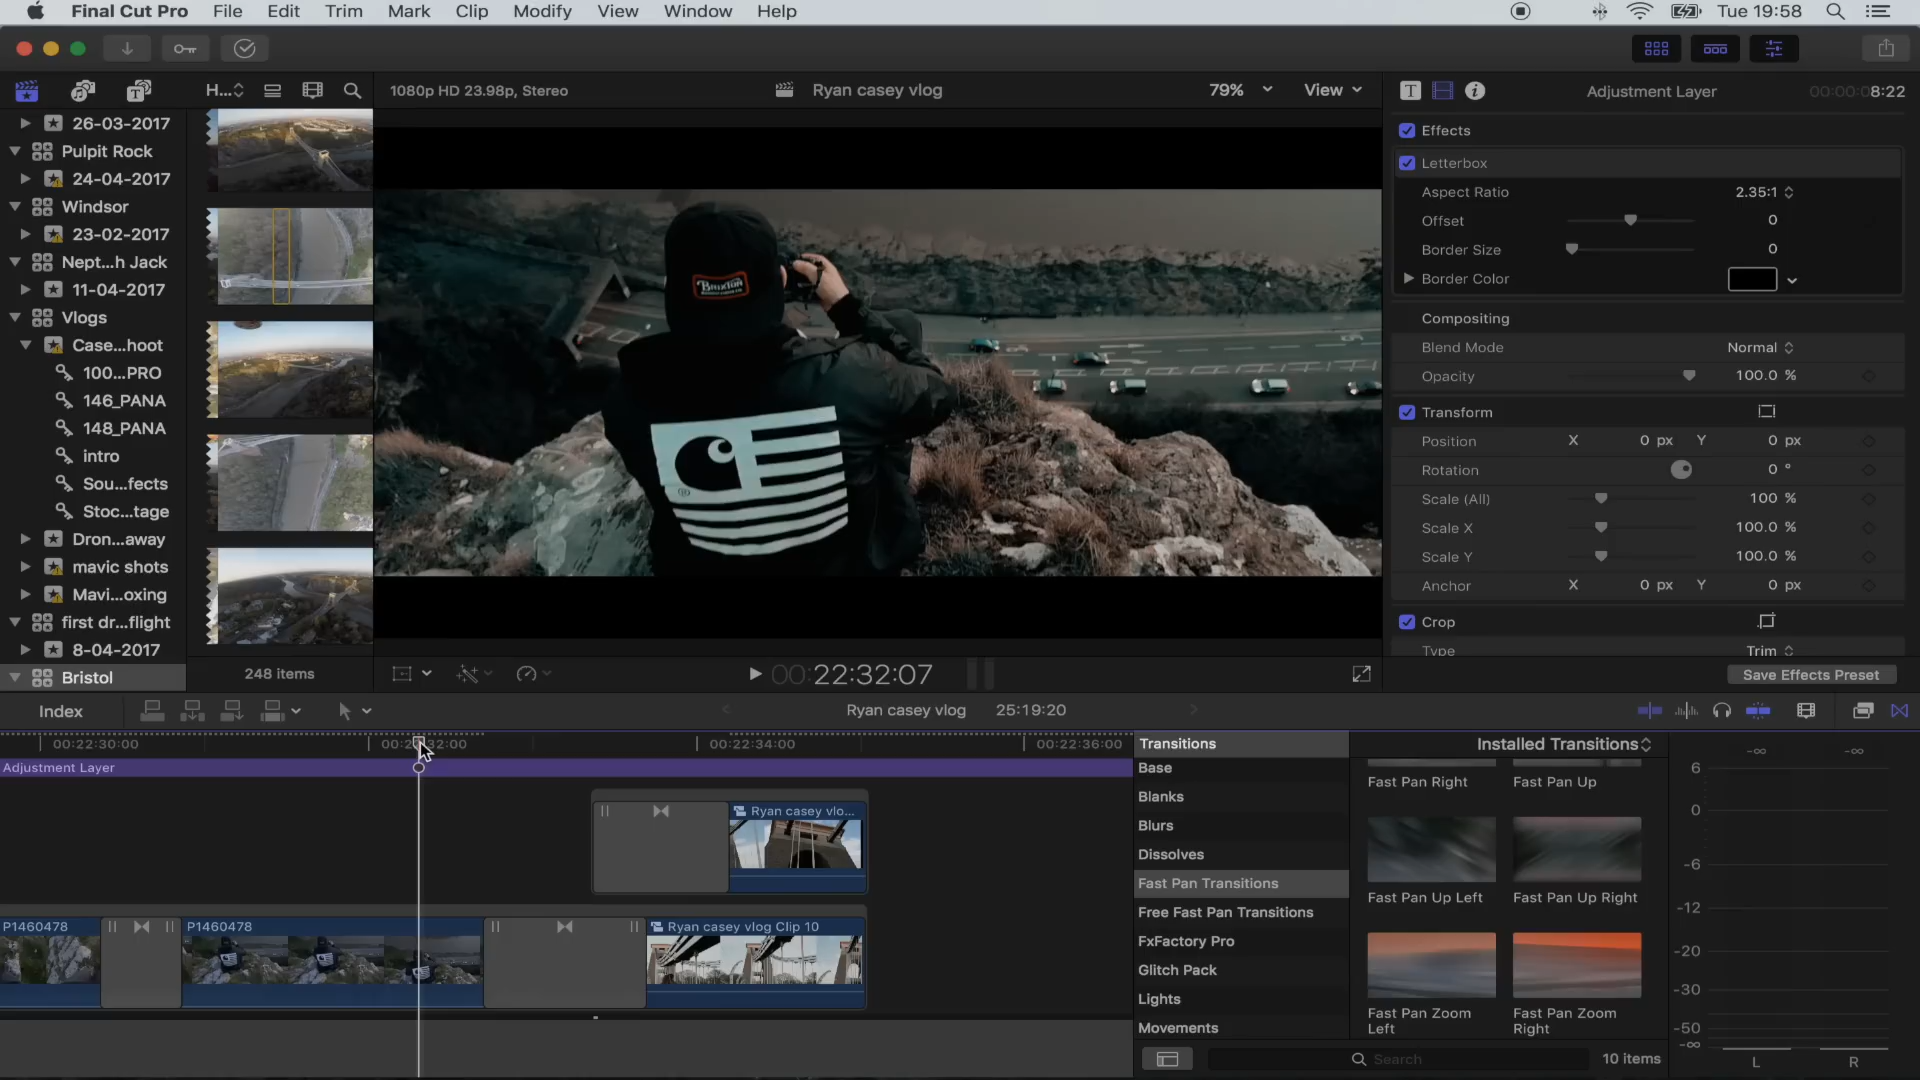 Final Cut Pro File Edit Trim Mark Clip Modify View Window Help Tue 19:58
H... 1080p HD 23.98p, Stereo Ryan casey vlog 79% View T Adjustment Layer 00:00:08:22
26-03-2017
Pulpit Rock
24-04-2017
Windsor
23-02-2017
Nept...h Jack
11-04-2017
Vlogs
Case...hoot
100...PRO
146_PANA
148_PANA
intro
Sou...fects
Stoc...tage
Dron...away
mavic shots
Mavi...oxing
first dr...flight
8-04-2017
Bristol
248 items
BRIXTON
®
00:22:32:07
Effects
Letterbox
Aspect Ratio 2.35:1
Offset 0
Border Size 0
Border Color
Compositing
Blend Mode Normal
Opacity 100.0 %
Transform
Position X 0 px Y 0 px
Rotation 0 °
Scale (All) 100 %
Scale X 100.0 %
Scale Y 100.0 %
Anchor X 0 px Y 0 px
Crop
Type Trim
Save Effects Preset
Index Ryan casey vlog 25:19:20
00:22:30:00 00:22:32:00 00:22:34:00 00:22:36:00
Adjustment Layer
Ryan casey vlo...
P1460478 P1460478 Ryan casey vlog Clip 10
Transitions Installed Transitions
Base
Blanks
Blurs
Dissolves
Fast Pan Transitions
Free Fast Pan Transitions
FxFactory Pro
Glitch Pack
Lights
Movements
Fast Pan Right Fast Pan Up
Fast Pan Up Left Fast Pan Up Right
Fast Pan Zoom Left Fast Pan Zoom Right
Search 10 items
-∞ -∞
6
0
-6
-12
-20
-30
-50
-∞
L R